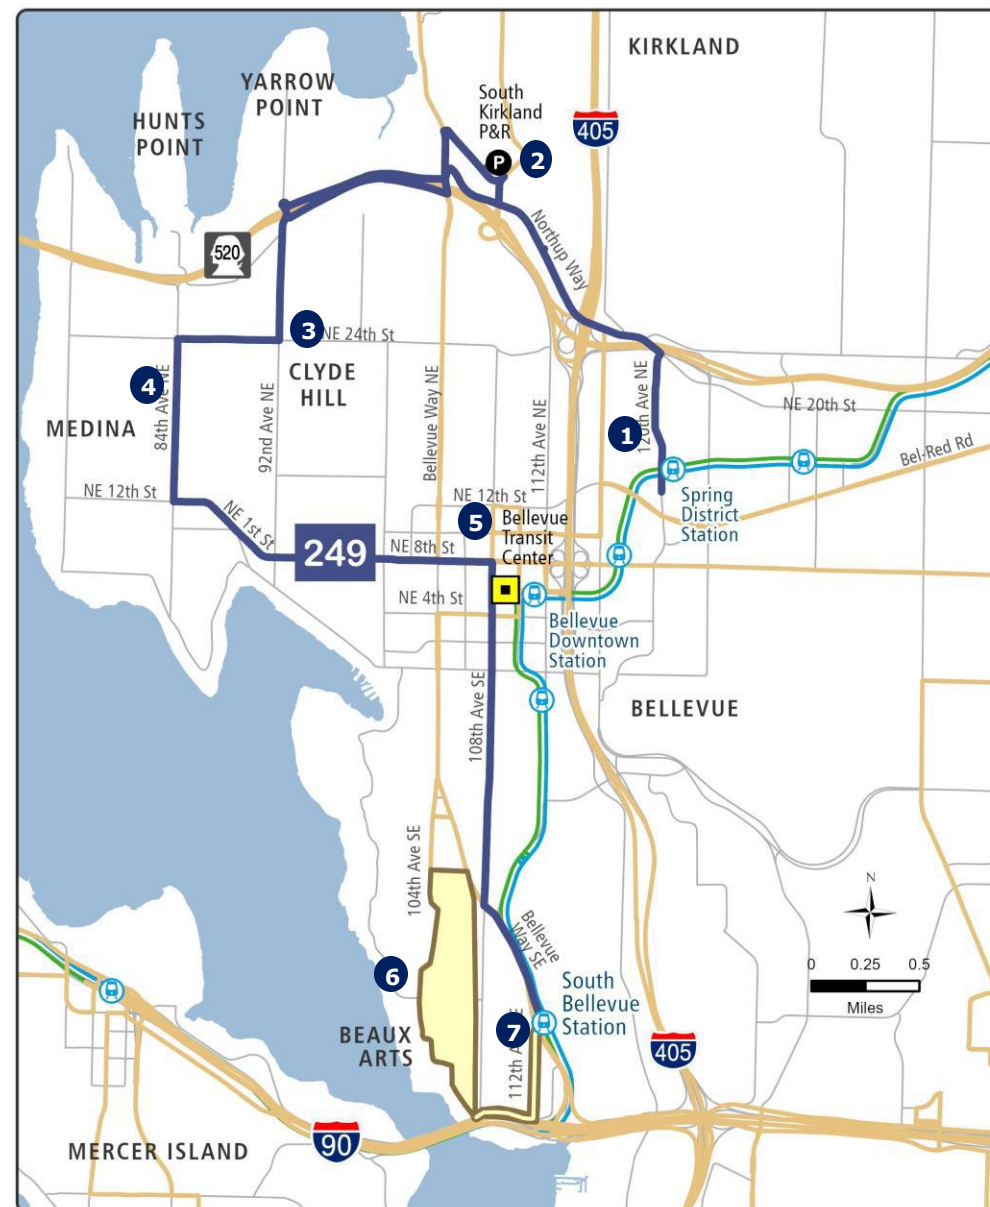 KIRKLAND
YARROW
POINT
HUNTS
POINT
South
Kirkland
P&R
P
2
405
520
Northup Way
3
NE 24th St
CLYDE
HILL
4
84th Ave NE
MEDINA
92nd Ave NE
Bellevue Way NE
112th Ave NE
1
120th Ave NE
NE 20th St
Bel-Red Rd
NE 12th St
NE 12th St
Spring
District
Station
5
Bellevue
Transit
Center
NE 1st St
249
NE 8th St
NE 4th St
Bellevue
Downtown
Station
108th Ave SE
BELLEVUE
104th Ave SE
N
Bellevue
Way SE
0 0.25 0.5
Miles
6
South
Bellevue
Station
7
BEAUX
ARTS
112th
405
90
MERCER ISLAND